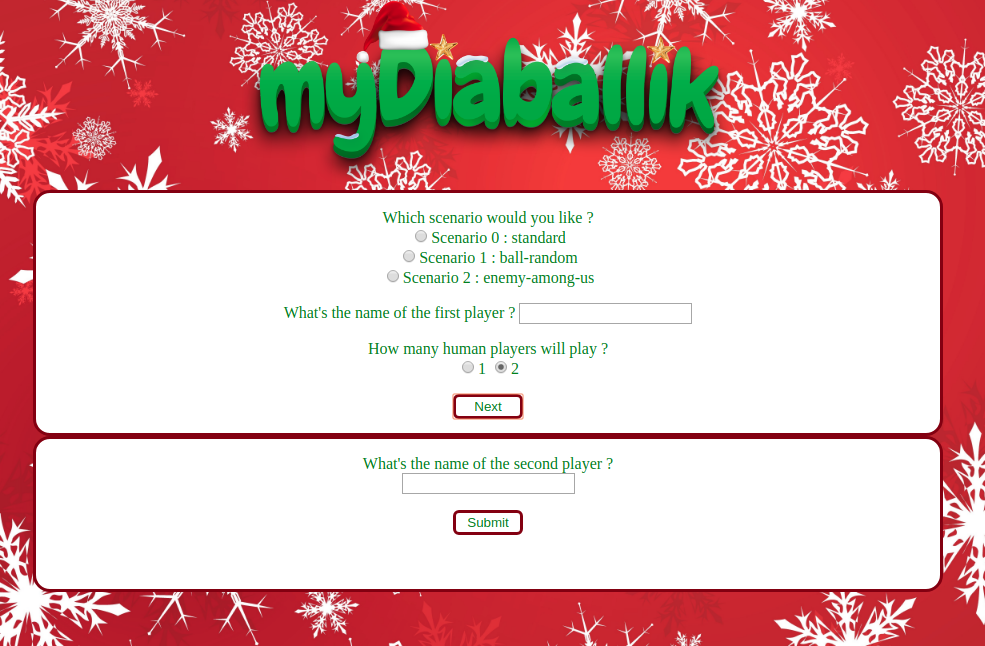 myDiaballik
Which scenario would you like ?
Scenario 0 : standard
Scenario 1 : ball-random
Scenario 2 : enemy-among-us
What's the name of the first player ?
How many human players will play ?
1 2
Next
What's the name of the second player ?
Submit